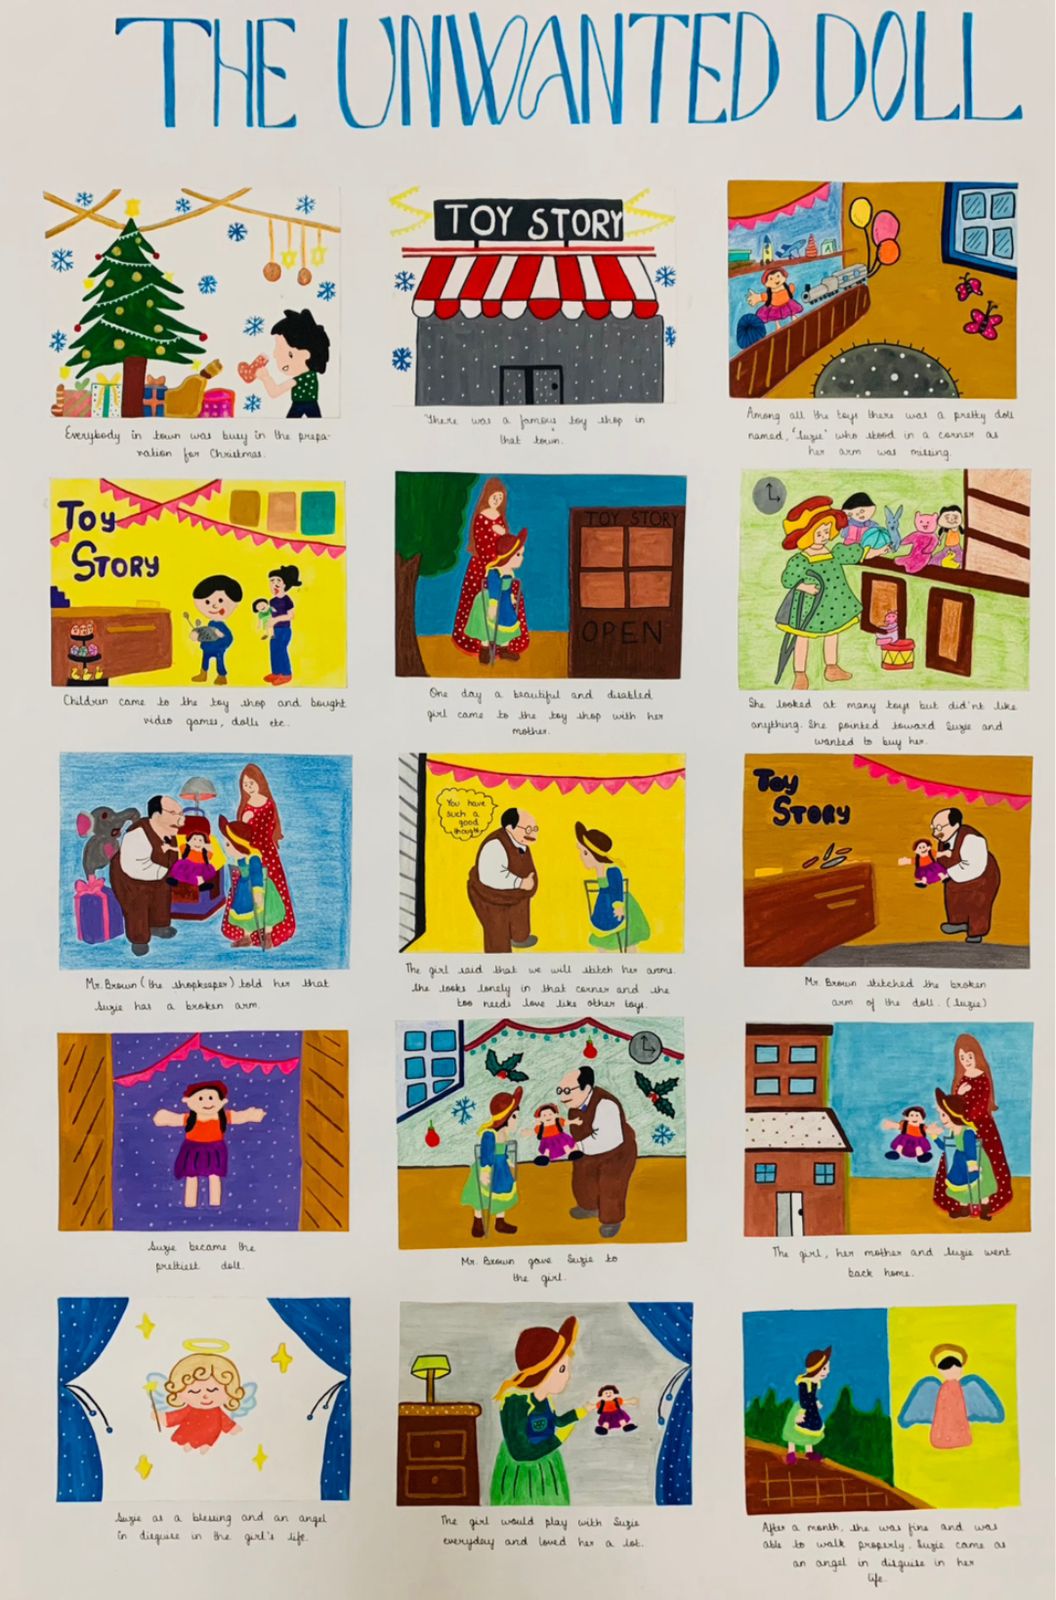 THE UNWANTED DOLL
TOY STORY
Everybody in town was busy in the prepa-
ration for Christmas.
There was a famous toy shop in
that town.
Among all the toys there was a pretty doll
named, 'Suzie' who stood in a corner as
her arm was missing.
Toy
Story
Children came to the toy shop and bought
video games, dolls etc..
TOY STORY
OPEN
One day a beautiful and disabled
girl came to the toy shop with her
mother.
She looked at many toys but did'nt like
anything. She pointed toward Suzie and
wanted to buy her.
Mr. Brown (the shopkeeper) told her that
Suzie has a broken arm.
You have
such a
good
thought
The girl said that we will stitch her arms.
She looks lonely in that corner and she
too needs love like other toys.
Toy
Story
Mr. Brown stitched the broken
arm of the doll. (Suzie)
Suzie became the
prettiest doll.
Mr. Brown gave Suzie to
the girl.
The girl, her mother and Suzie went
back home.
Suzie as a blessing and an angel
in disguise in the girl's life.
The girl would play with Suzie
everyday and loved her a lot.
After a month, she was fine and was
able to walk properly. Suzie came as
an angel in disguise in her
life.